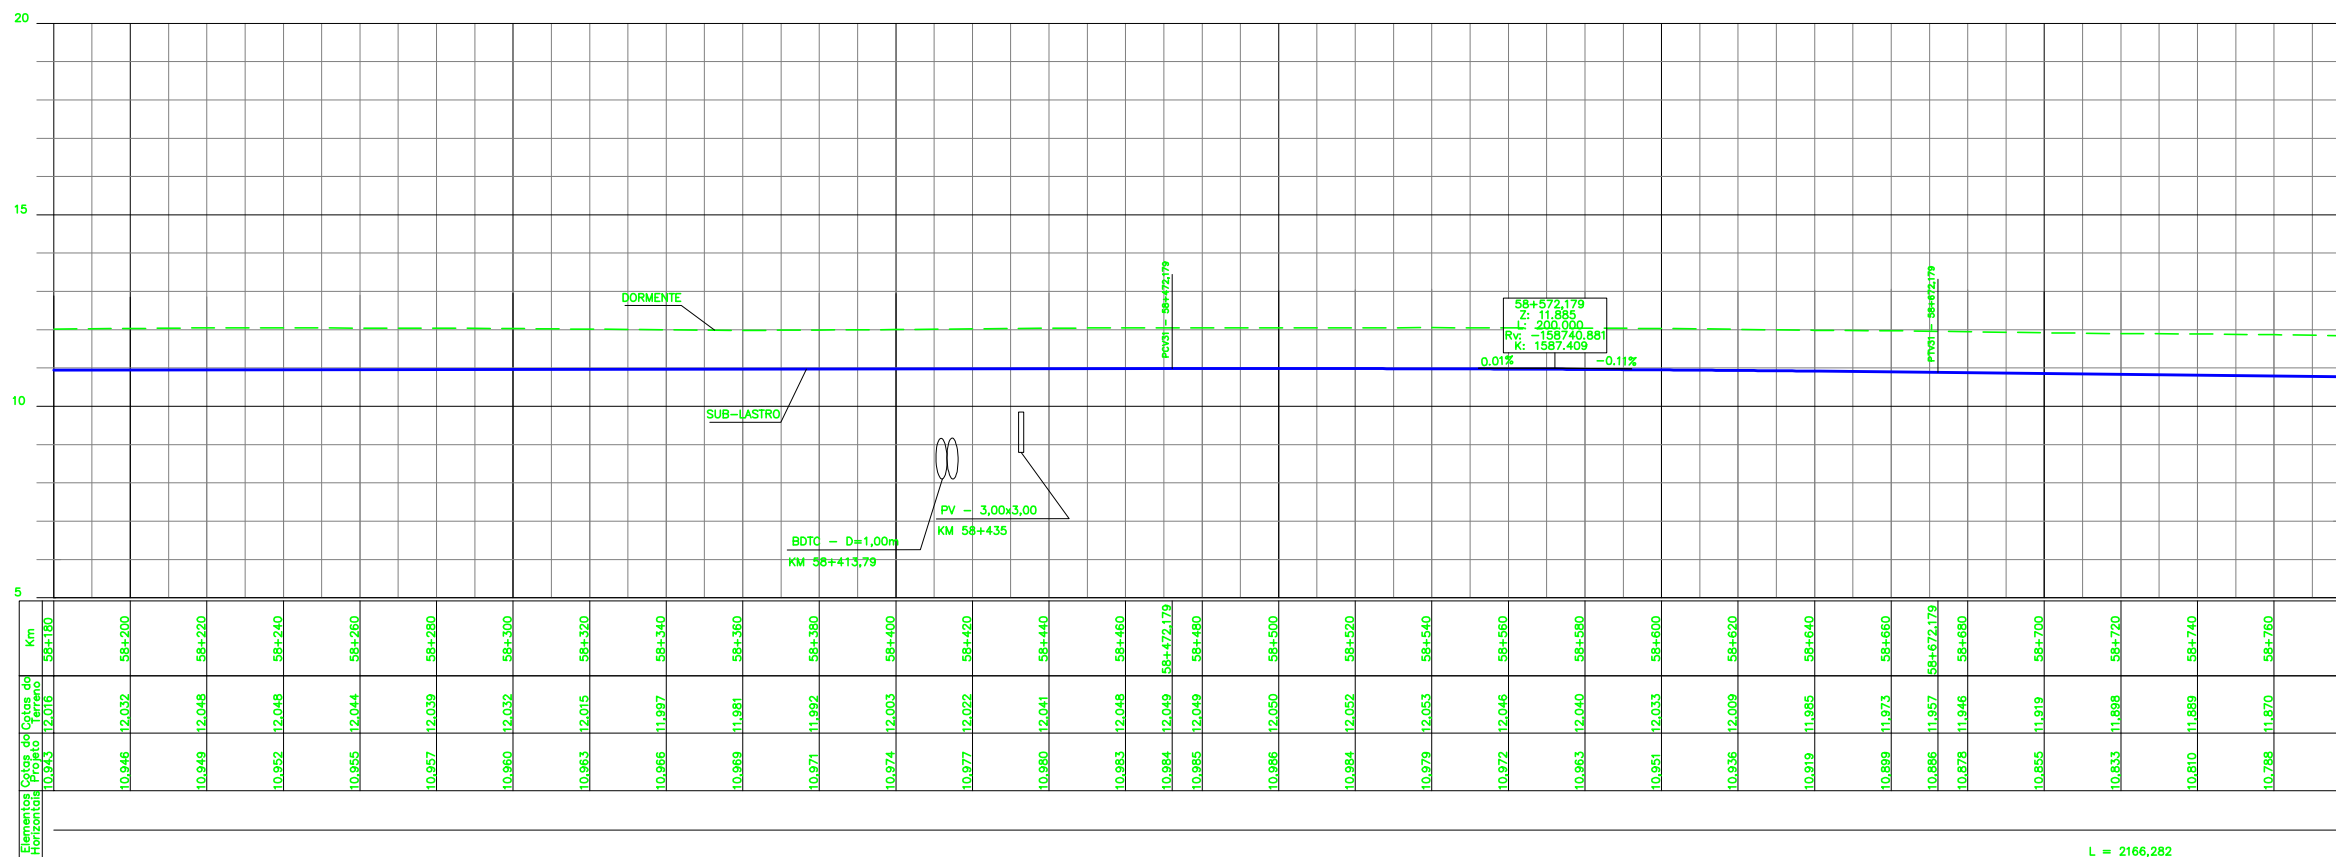 20
15
10
5
DORMENTE
SUB-LASTRO
PCV31 - 58+472,179
58+572,179
Z: 11.885
L: 200.000
Rv: -158740.881
K: 1587.409
0.01%
-0.11%
PTV31 - 58+672,179
PV - 3,00x3,00
KM 58+435
BDTC - D=1,00m
KM 58+413,79
Km
58+180 58+200 58+220 58+240 58+260 58+280 58+300 58+320 58+340 58+360 58+380 58+400 58+420 58+440 58+460 58+472,179 58+480 58+500 58+520 58+540 58+560 58+580 58+600 58+620 58+640 58+660 58+672,179 58+680 58+700 58+720 58+740 58+760
Cotas do
Terreno
12.016 12.032 12.048 12.048 12.044 12.039 12.032 12.015 11.997 11.981 11.992 12.003 12.022 12.041 12.048 12.049 12.049 12.050 12.052 12.053 12.046 12.040 12.033 12.009 11.985 11.973 11.957 11.946 11.919 11.898 11.889 11.870
Cotas do
Projeto
10.943 10.946 10.949 10.952 10.955 10.957 10.960 10.963 10.966 10.969 10.971 10.974 10.977 10.980 10.983 10.984 10.985 10.986 10.984 10.979 10.972 10.963 10.951 10.936 10.919 10.899 10.886 10.878 10.855 10.833 10.810 10.788
Elementos
Horizontais
L = 2166,282